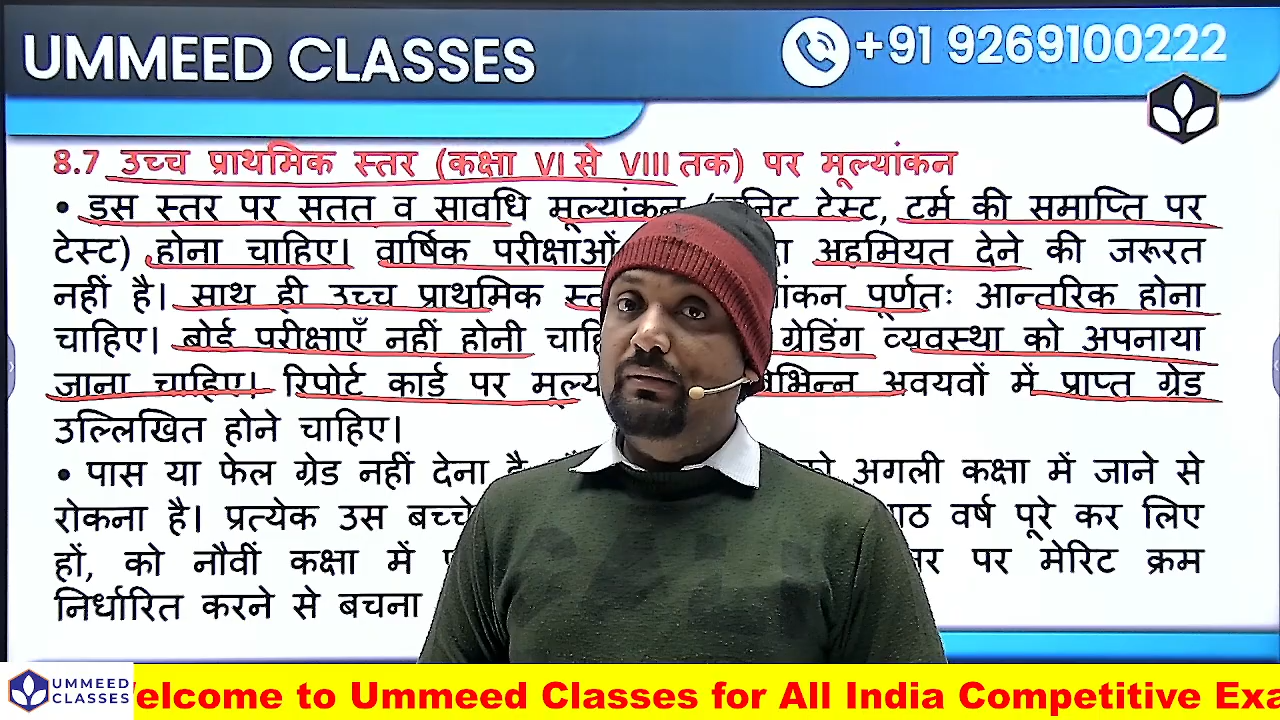 UMMEED CLASSES
+91 9269100222
8.7 उच्च प्राथमिक स्तर (कक्षा VI से VIII तक) पर मूल्यांकन
• इस स्तर पर सतत व सावधि मूल्यांकन टेस्ट, टर्म की समाप्ति पर
टेस्ट) होना चाहिए। वार्षिक परीक्षाओं अहमियत देने की जरूरत
नहीं है। साथ ही उच्च प्राथमिक पूर्णतः आन्तरिक होना
चाहिए। बोर्ड परीक्षाएँ नहीं होनी ग्रेडिंग व्यवस्था को अपनाया
जाना चाहिए। रिपोर्ट कार्ड पर अवयवों में प्राप्त ग्रेड
उल्लिखित होने चाहिए।
• पास या फेल ग्रेड नहीं देना है अगली कक्षा में जाने से
रोकना है। प्रत्येक उस वर्ष पूरे कर लिए
हों, को नौवीं कक्षा में पर मेरिट क्रम
निर्धारित करने से बचना
UMMEED
CLASSES
to Ummeed Classes for All India Competitive